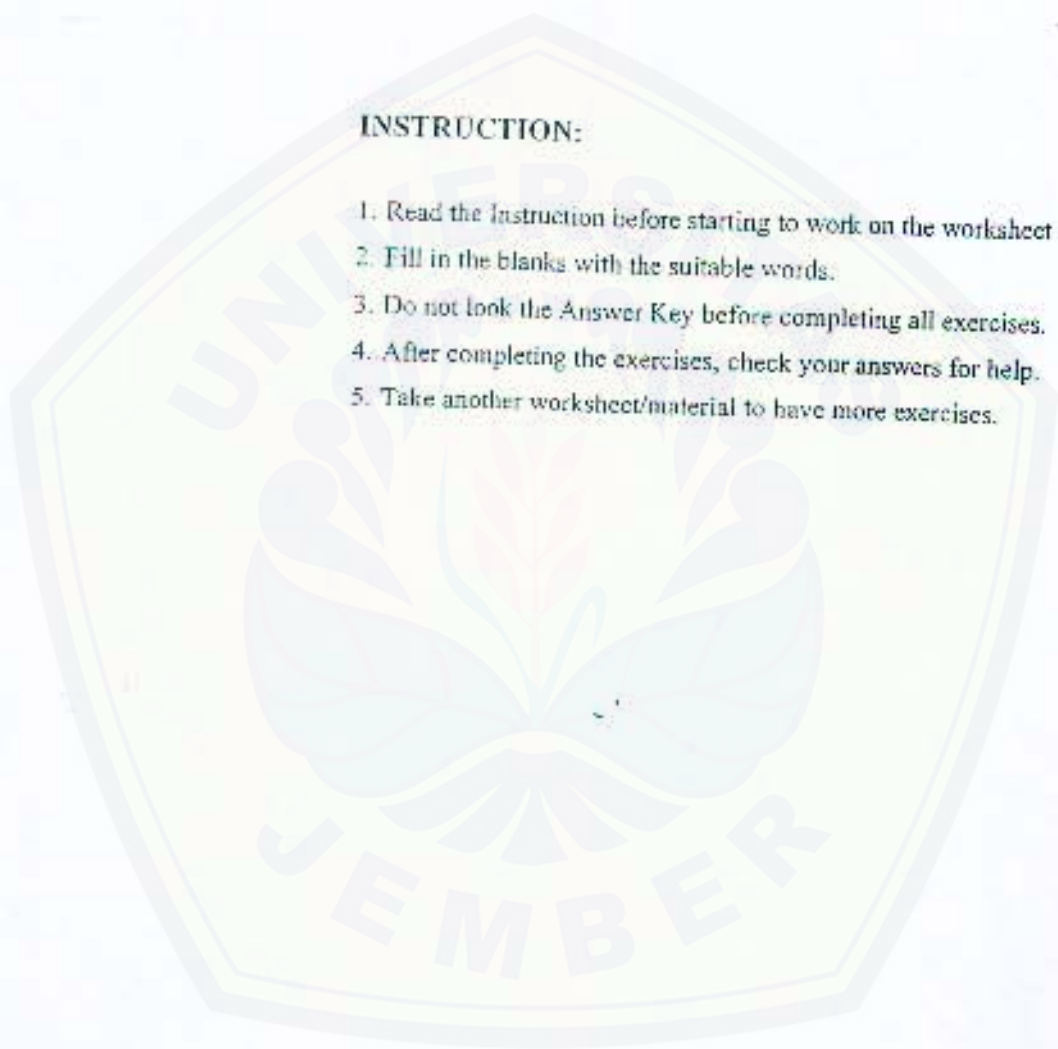 INSTRUCTION:
1. Read the Instruction before starting to work on the worksheet
2. Fill in the blanks with the suitable words.
3. Do not look the Answer Key before completing all exercises.
4. After completing the exercises, check your answers for help.
5. Take another worksheet/material to have more exercises.
UNIVERSITAS
JEMBER